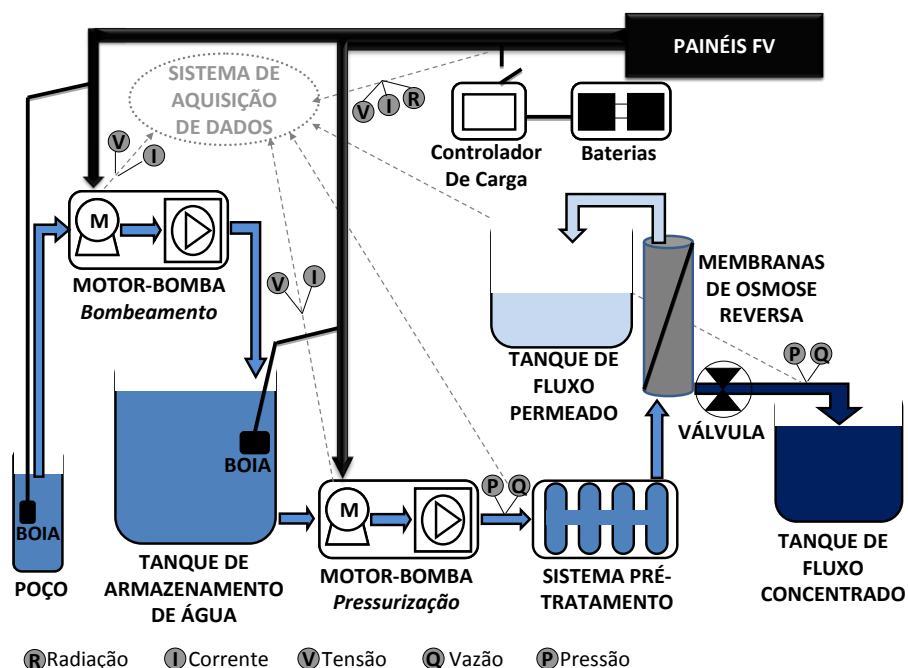 PAINÉIS FV
SISTEMA DE
AQUISIÇÃO
DE DADOS
V
I
R
Controlador
De Carga
Baterias
V
I
M
MOTOR-BOMBA
Bombeamento
V
I
MEMBRANAS
DE OSMOSE
REVERSA
TANQUE DE
FLUXO
PERMEADO
P
Q
VÁLVULA
BOIA
BOIA
POÇO
TANQUE DE
ARMAZENAMENTO
DE ÁGUA
M
MOTOR-BOMBA
Pressurização
P
Q
SISTEMA PRÉ-
TRATAMENTO
TANQUE DE
FLUXO
CONCENTRADO
R Radiação I Corrente V Tensão Q Vazão P Pressão